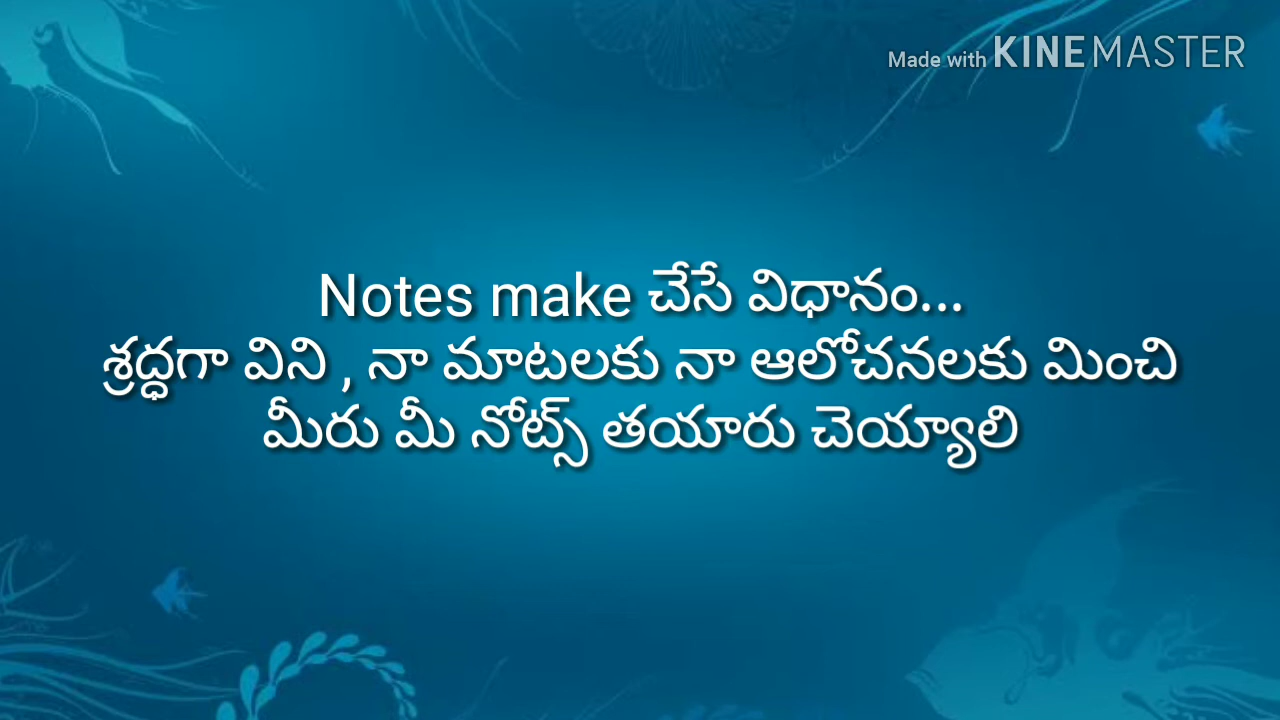 Made with KINEMASTER
Notes make చేసే విధానం...
శ్రద్ధగా విని , నా మాటలకు నా ఆలోచనలకు మించి
మీరు మీ నోట్స్ తయారు చెయ్యాలి